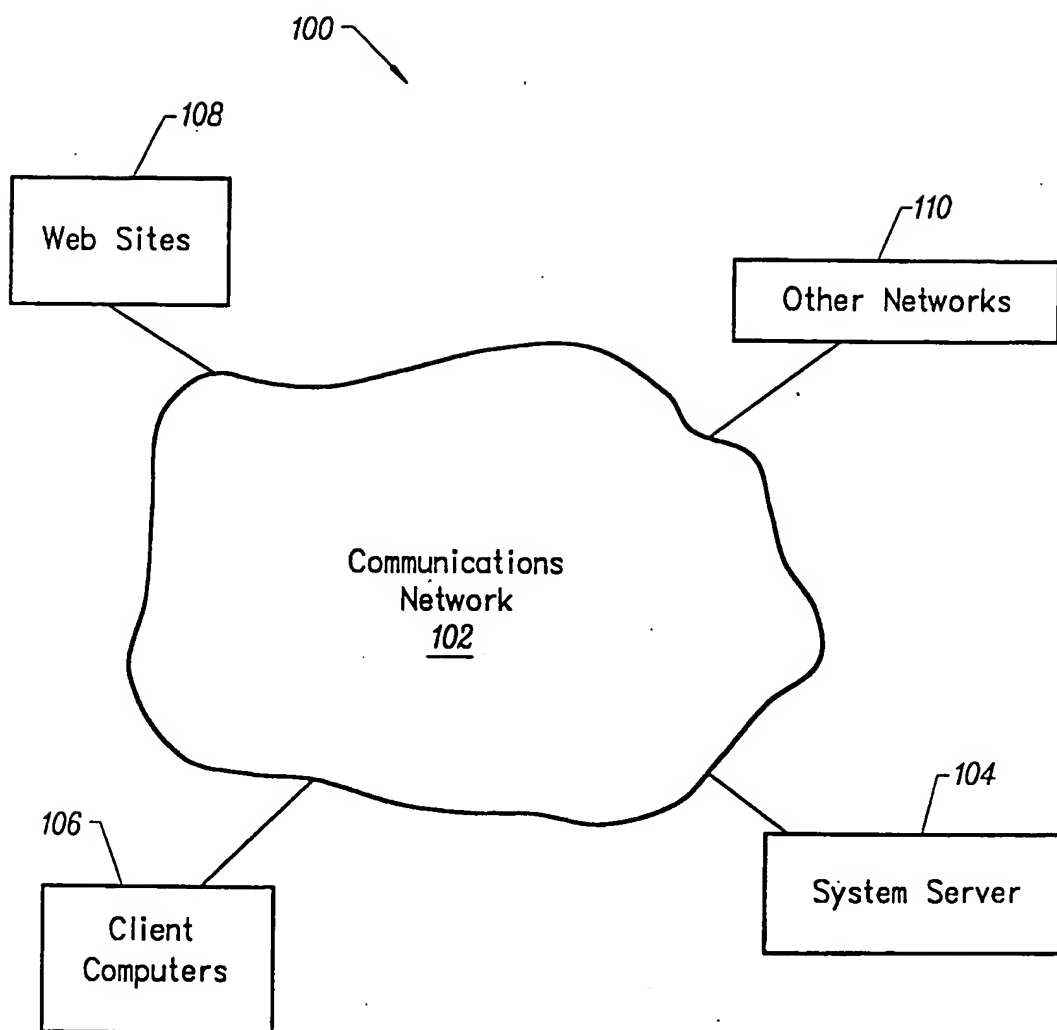 100
108
Web Sites
110
Other Networks
Communications
Network
102
104
System Server
106
Client
Computers